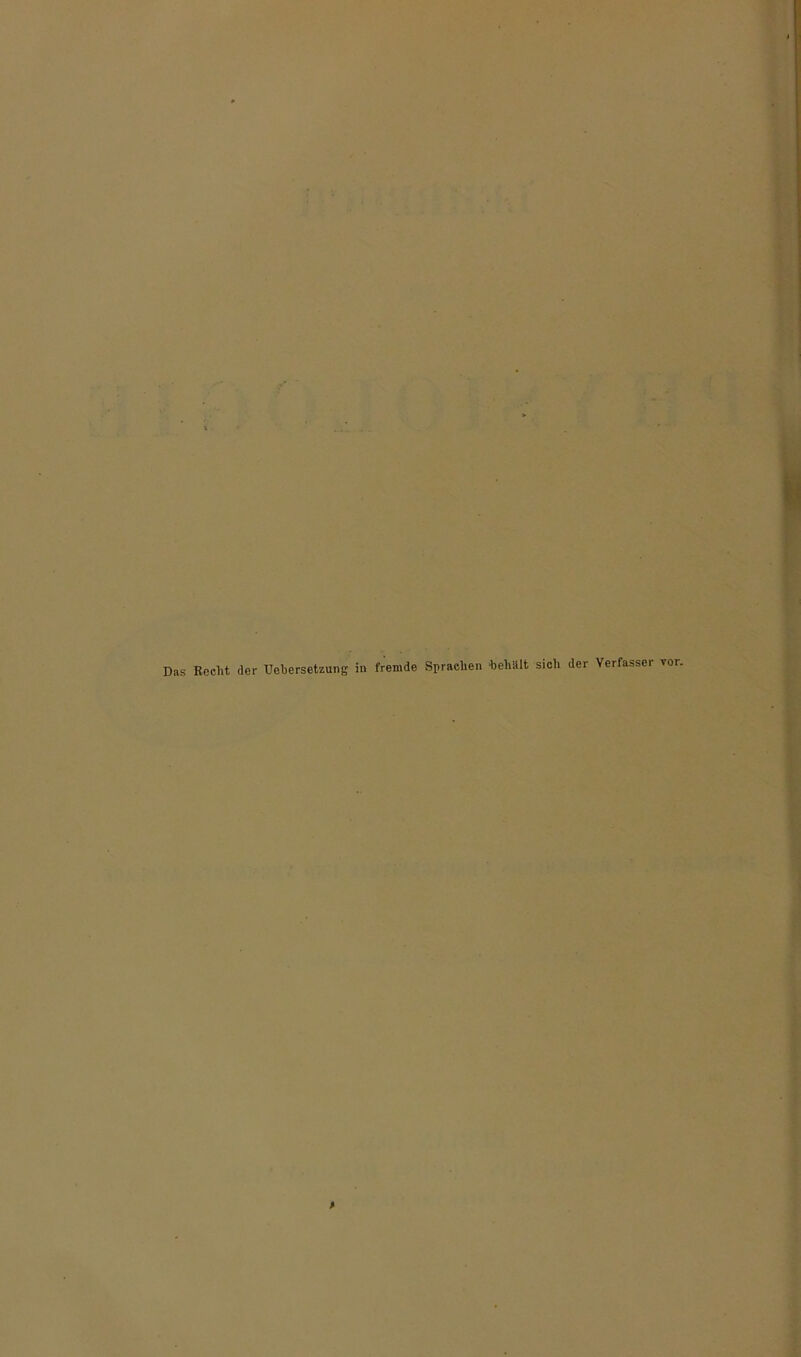 Das Recht der Uebersetzung in fremde Sprachen behält sich der Verfasser vor.